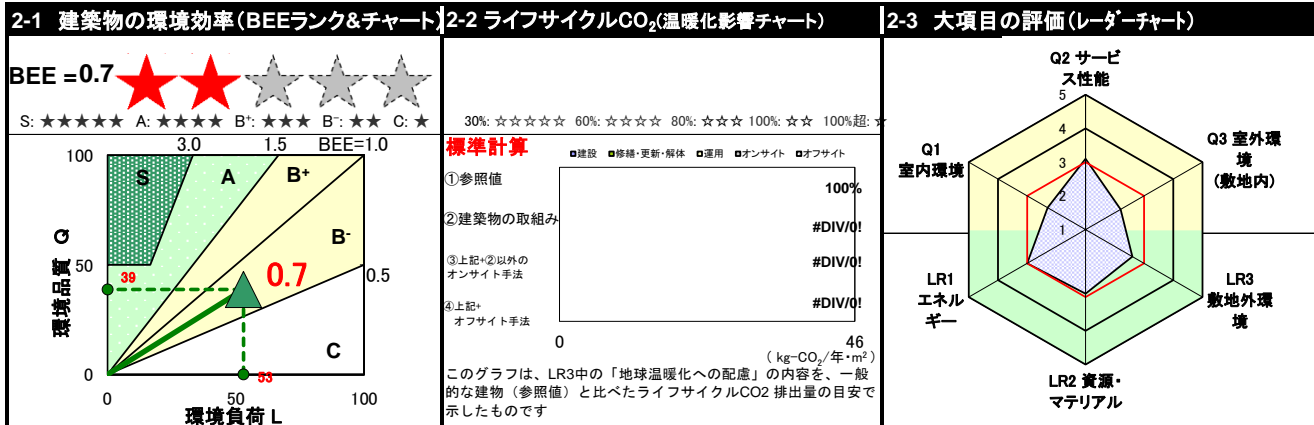 2-1 建築物の環境効率(BEEランク&チャート)
BEE = 0.7
S: ★★★★★ A: ★★★★ B+: ★★★ B-: ★★ C: ★
3.0 1.5 BEE=1.0
100
S
A
B+
B-
50
39
0.7
0.5
C
環境品質 Q
0
53
0 50 100
環境負荷 L
2-2 ライフサイクルCO2(温暖化影響チャート)
30%: ☆☆☆☆☆ 60%: ☆☆☆☆ 80%: ☆☆☆ 100%: ☆☆ 100%超: ☆
標準計算
■建設 ■修繕・更新・解体 □運用 ■オンサイト □オフサイト
①参照値
100%
②建築物の取組み
#DIV/0!
③上記+②以外の
オンサイト手法
#DIV/0!
④上記+
オフサイト手法
#DIV/0!
0 46
( kg-CO2/年・m2 )
このグラフは、LR3中の「地球温暖化への配慮」の内容を、一般
的な建物(参照値)と比べたライフサイクルCO2 排出量の目安で
示したものです
2-3 大項目の評価(レーダーチャート)
Q2 サービ
ス性能
5
4
3
2
1
Q1
室内環境
Q3 室外環
境
(敷地内)
LR1
エネル
ギー
LR3
敷地外環
境
LR2 資源・
マテリアル